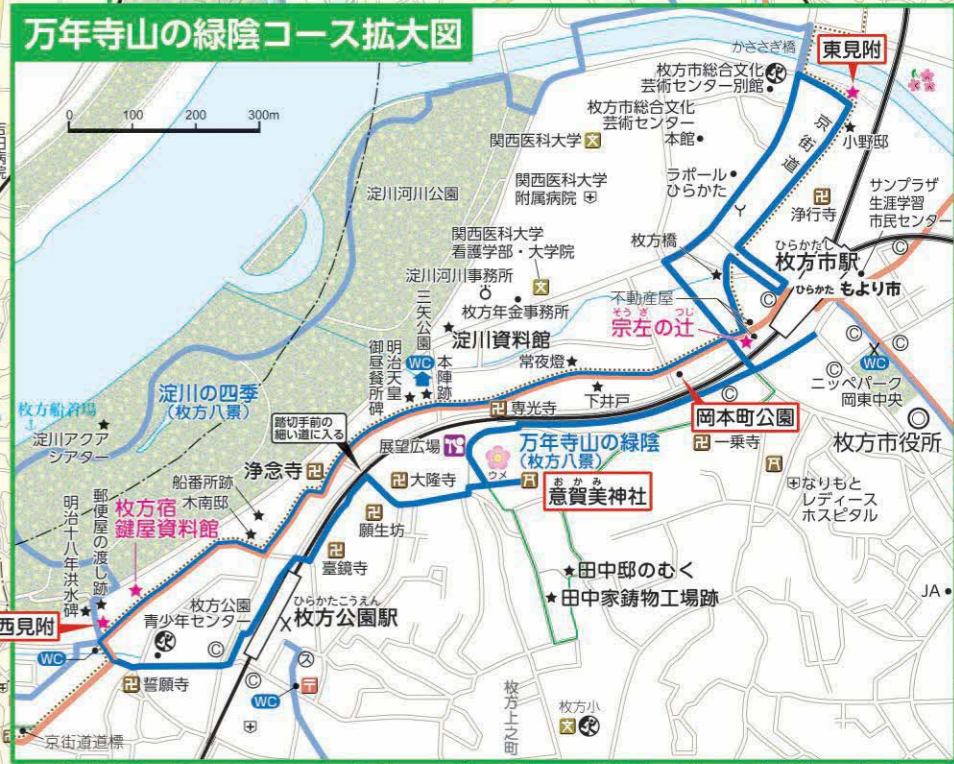 万年寺山の緑陰コース拡大図
0 100 200 300m
かささぎ橋
東見附
枚方市総合文化
芸術センター別館
枚方市総合文化
芸術センター
本館
関西医科大学
文
京街道
小野邸
ラポール
ひらかた
関西医科大学
附属病院
浄行寺
サンプラザ
生涯学習
市民センター
淀川河川公園
関西医科大学
看護学部・大学院
文
枚方橋
ひらかたし
枚方市駅
ひらかた もより市
淀川河川事務所
枚方年金事務所
不動産屋
そうざ つじ
宗左の辻
三矢公園
WC
本陣跡
明治天皇
御昼餐所碑
淀川資料館
常夜燈
下井戸
WC
ニッペパーク
岡東中央
淀川の四季
(枚方八景)
枚方船着場
淀川アクア
シアター
踏切手前の
細い道に入る
専光寺
岡本町公園
枚方市役所
展望広場
万年寺山の緑陰
(枚方八景)
ウメ
一乗寺
浄念寺
大隆寺
おかみ
意賀美神社
なりもと
レディース
ホスピタル
船番所跡
木南邸
郵便屋の渡し跡
明治十八年洪水碑
枚方宿
鍵屋資料館
願生坊
臺鏡寺
田中邸のむく
田中家鋳物工場跡
JA
西見附
枚方公園
青少年センター
ひらかたこうえん
枚方公園駅
WC
誓願寺
ス
WC
〒
京街道道標
枚方上之町
枚方小
文
C
C
C
C
C
C
C
C